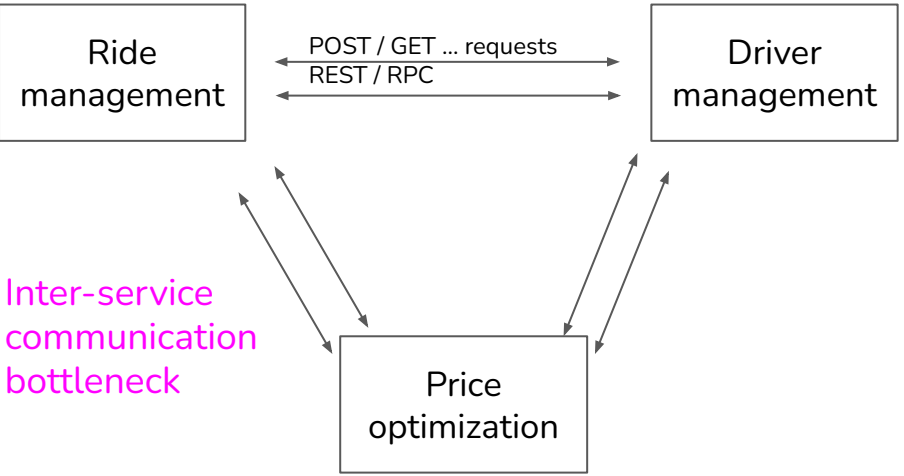 Ride
management
POST / GET ... requests
REST / RPC
Driver
management
Inter-service
communication
bottleneck
Price
optimization